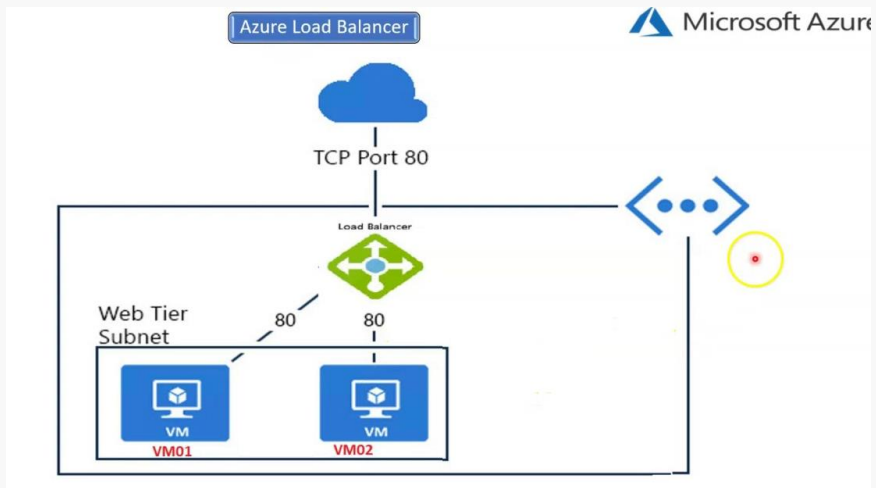 Azure Load Balancer
Microsoft Azure
TCP Port 80
Load Balancer
Web Tier
Subnet
80
80
VM
VM
VM01
VM02